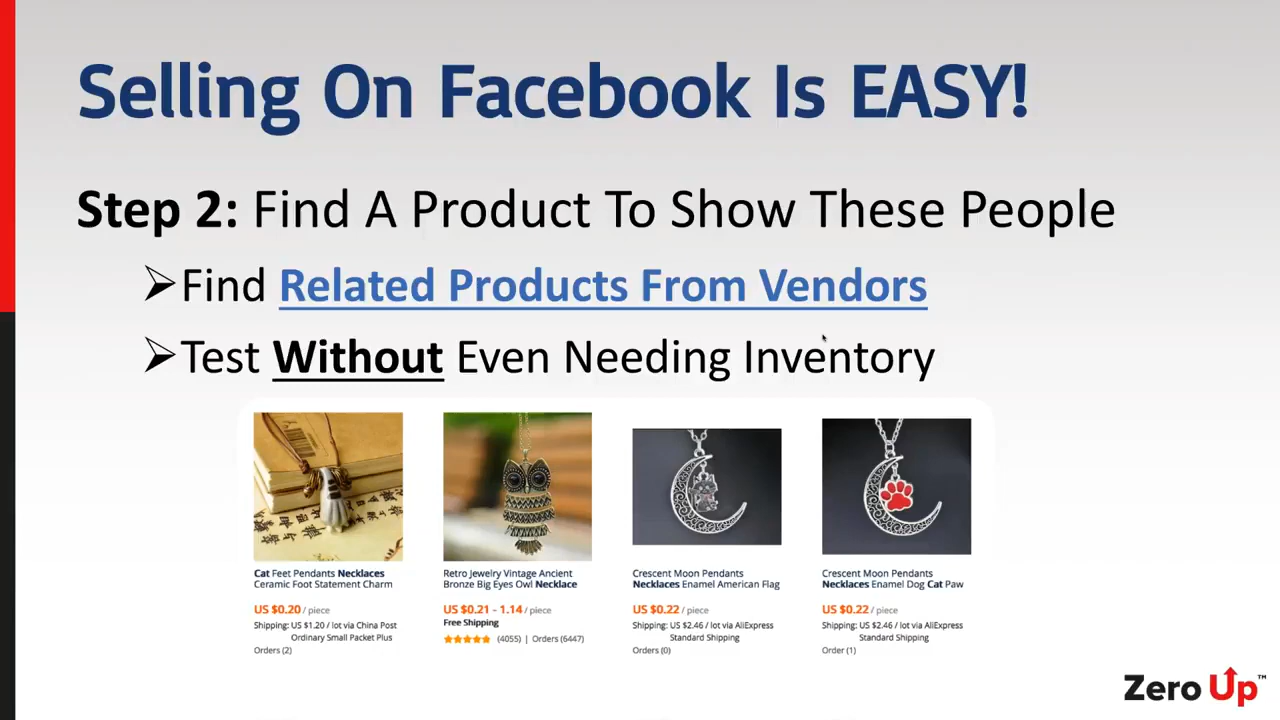 Selling On Facebook Is EASY!
Step 2: Find A Product To Show These People
➢Find Related Products From Vendors
➢Test Without Even Needing Inventory
Cat Feet Pendants Necklaces
Ceramic Foot Statement Charm
US $0.20 / piece
Shipping: US $1.20 / lot via China Post
Ordinary Small Packet Plus
Orders (2)
Retro Jewelry Vintage Ancient
Bronze Big Eyes Owl Necklace
US $0.21 - 1.14 / piece
Free Shipping
(4055) | Orders (6447)
Crescent Moon Pendants
Necklaces Enamel American Flag
US $0.22 / piece
Shipping: US $2.46 / lot via AliExpress
Standard Shipping
Orders (0)
Crescent Moon Pendants
Necklaces Enamel Dog Cat Paw
US $0.22 / piece
Shipping: US $2.46 / lot via AliExpress
Standard Shipping
Order (1)
Zero Up™